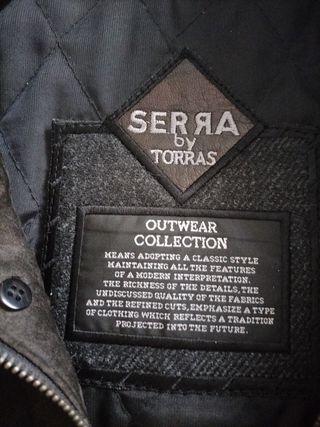 SERЯA
by
TORRAS
OUTWEAR
COLLECTION
MEANS ADOPTING A CLASSIC STYLE
MAINTAINING ALL THE FEATURES
OF A MODERN INTERPRETATION.
THE RICHNESS OF THE DETAILS, THE
UNDISCUSSED QUALITY OF THE FABRICS
AND THE REFINED CUTS, EMPHASIZE A TYPE
OF CLOTHING WHICH REFLECTS A TRADITION
PROJECTED INTO THE FUTURE.